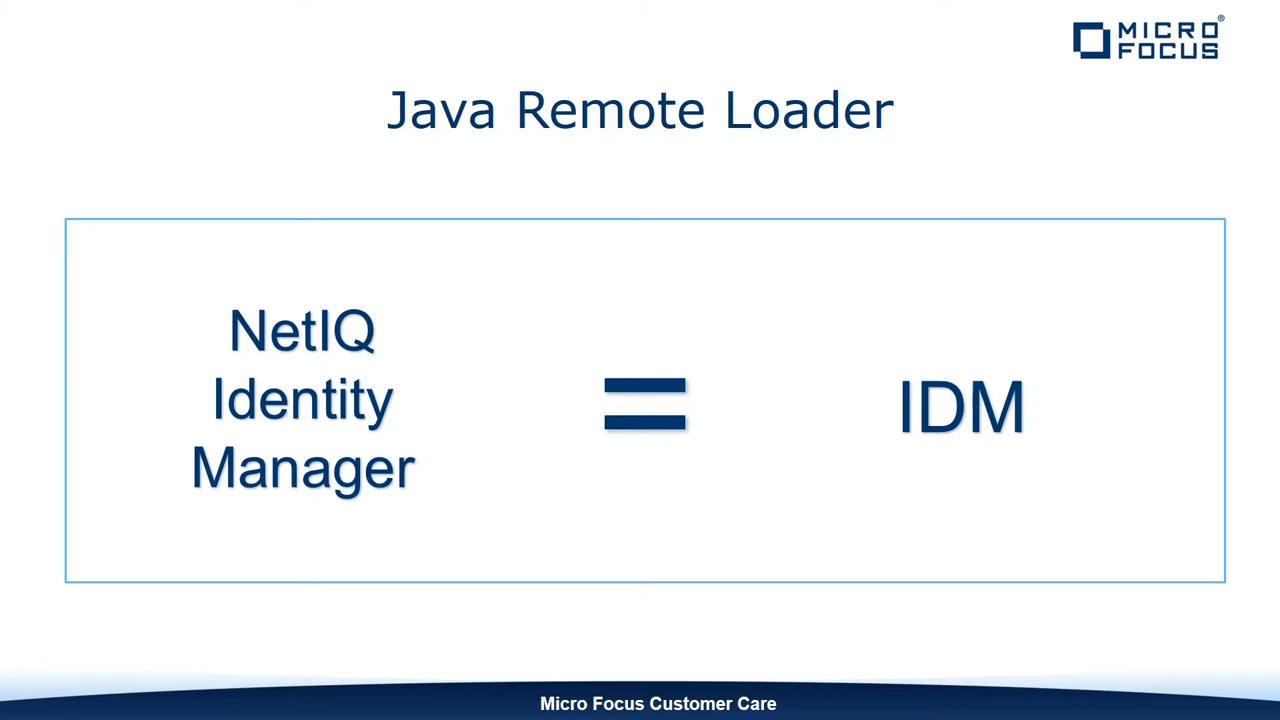 MICRO
FOCUS®
Java Remote Loader
NetIQ
Identity
Manager
=
IDM
Micro Focus Customer Care